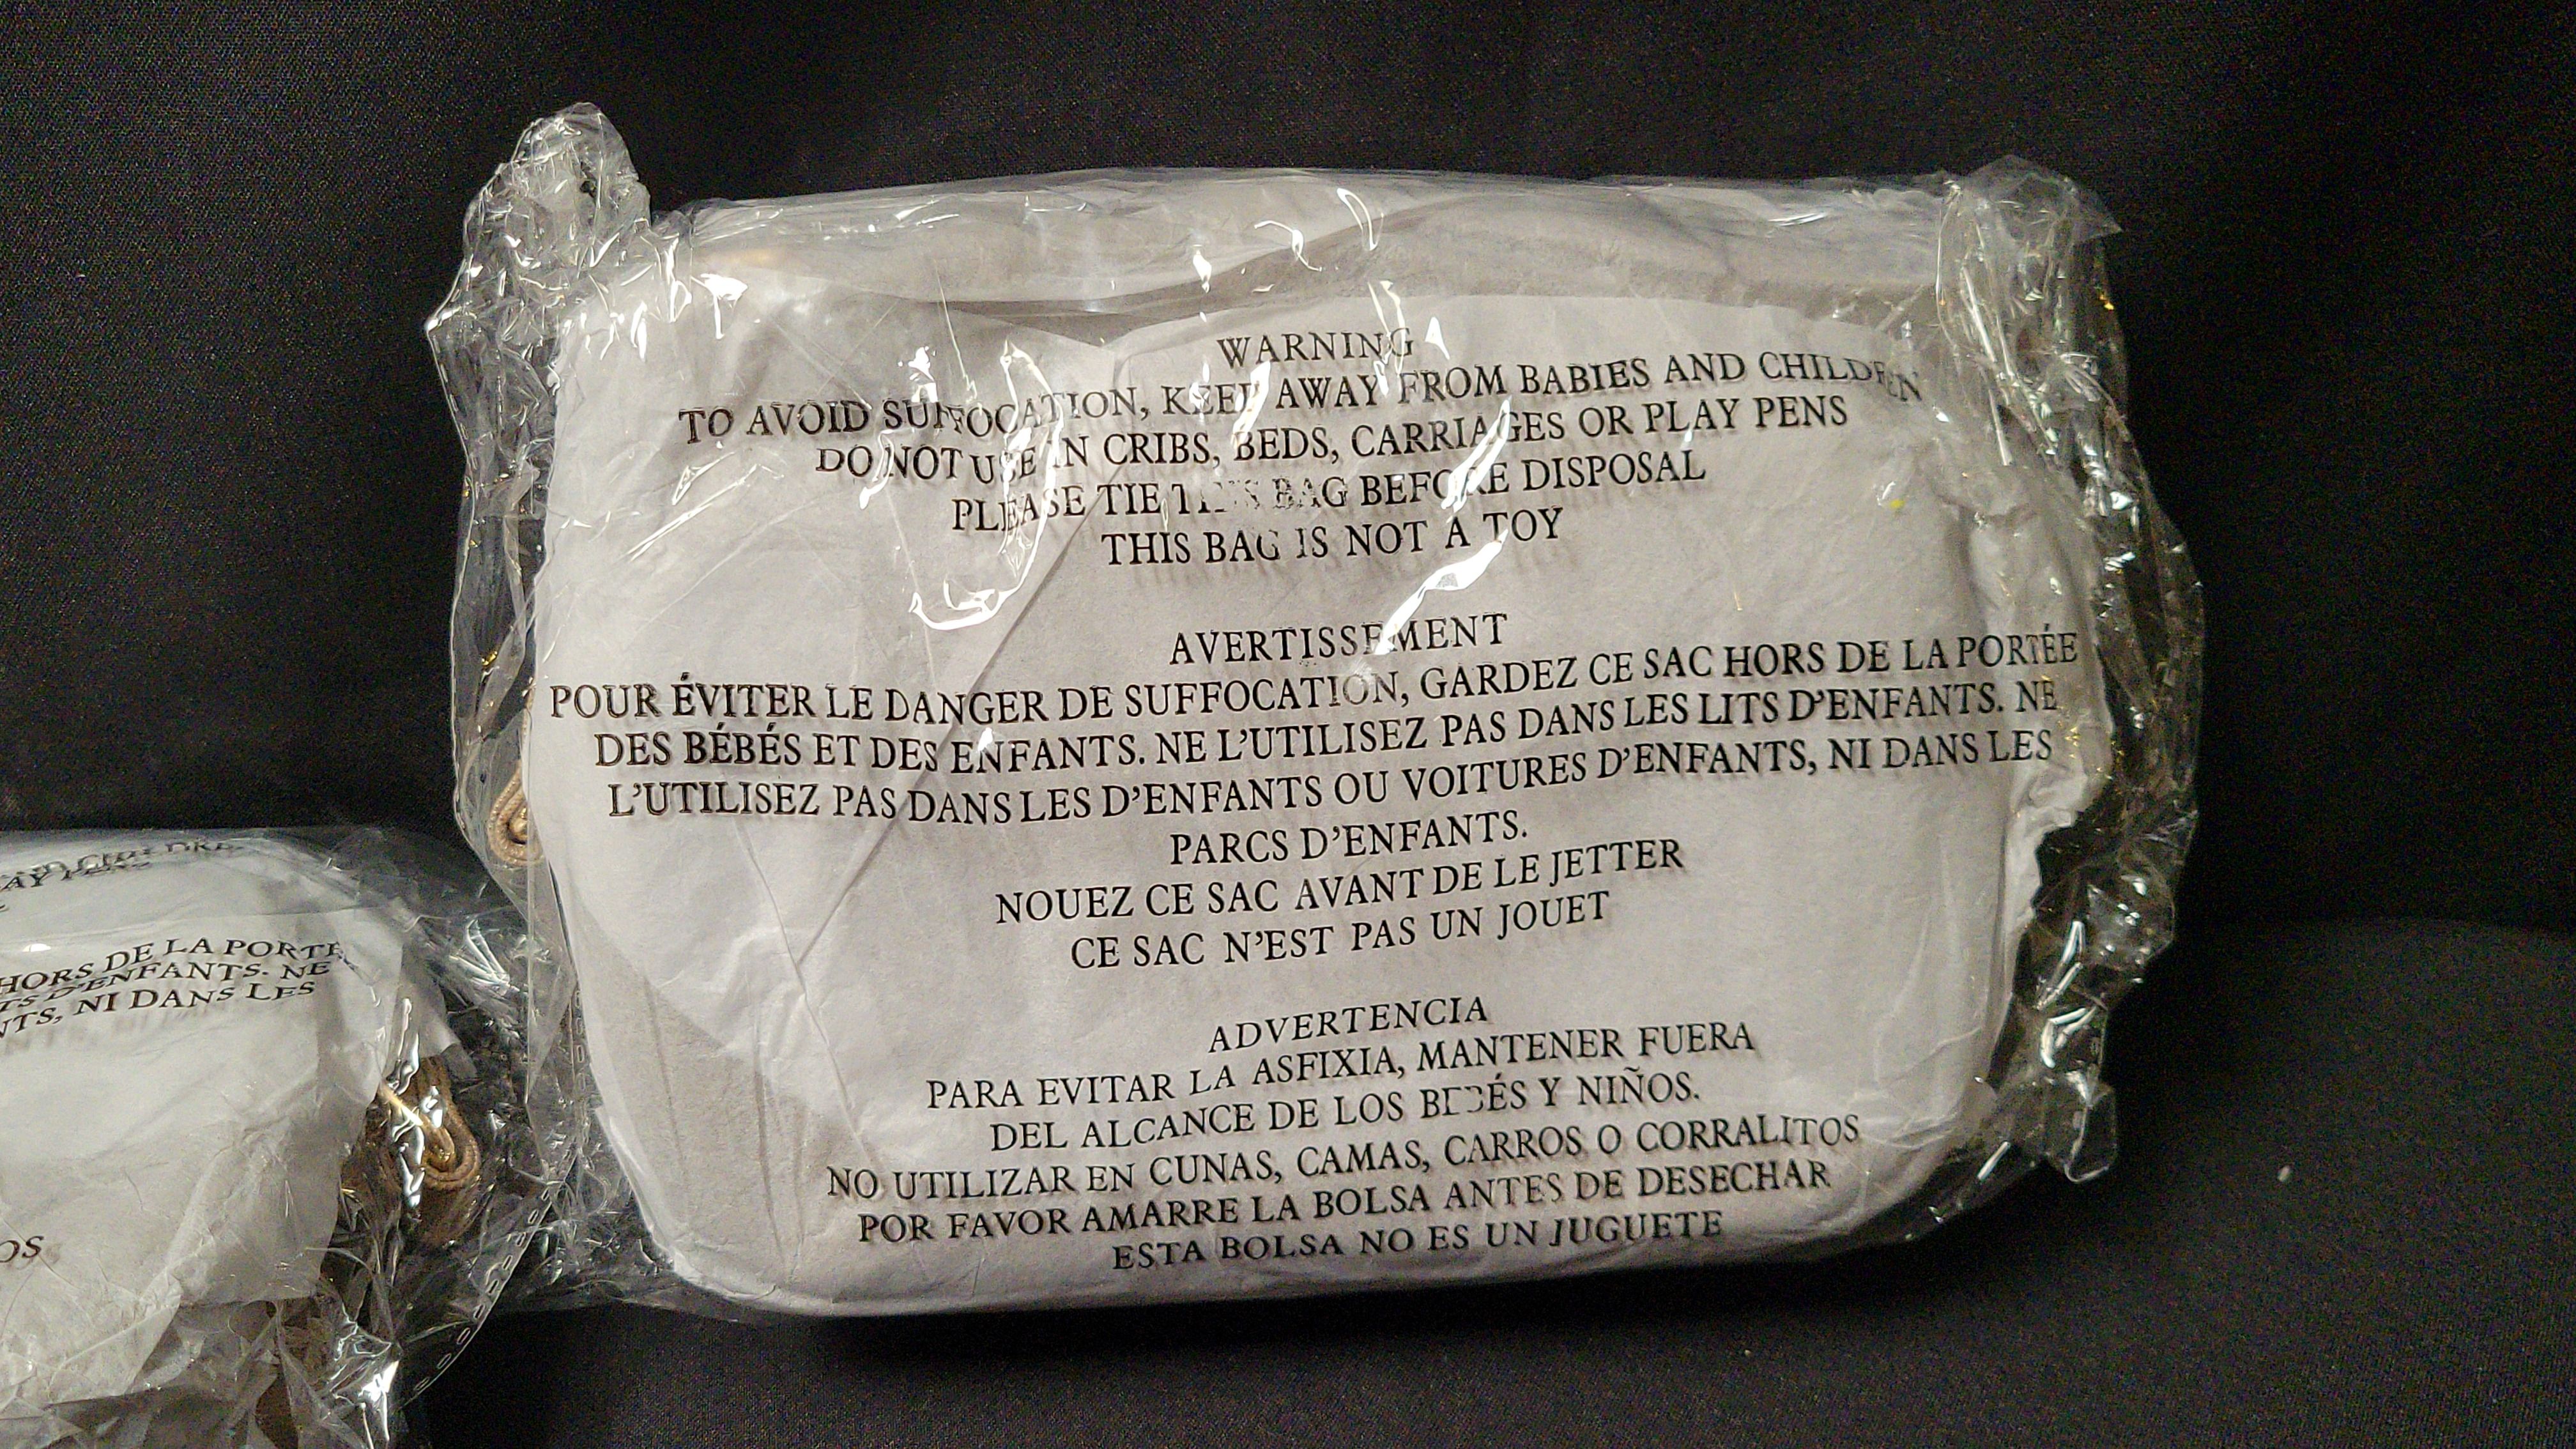 WARNING
TO AVOID SUFFOCATION, KEEP AWAY FROM BABIES AND CHILDREN
DO NOT USE IN CRIBS, BEDS, CARRIAGES OR PLAY PENS
PLEASE TIE THIS BAG BEFORE DISPOSAL
THIS BAG IS NOT A TOY
AVERTISSEMENT
POUR ÉVITER LE DANGER DE SUFFOCATION, GARDEZ CE SAC HORS DE LA PORTÉE
DES BÉBÉS ET DES ENFANTS. NE L'UTILISEZ PAS DANS LES LITS D'ENFANTS. NE
L'UTILISEZ PAS DANS LES D'ENFANTS OU VOITURES D'ENFANTS, NI DANS LES
PARCS D'ENFANTS.
NOUEZ CE SAC AVANT DE LE JETTER
CE SAC N'EST PAS UN JOUET
ADVERTENCIA
PARA EVITAR LA ASFIXIA, MANTENER FUERA
DEL ALCANCE DE LOS BEBÉS Y NIÑOS.
NO UTILIZAR EN CUNAS, CAMAS, CARROS O CORRALITOS
POR FAVOR AMARRE LA BOLSA ANTES DE DESECHAR
ESTA BOLSA NO ES UN JUGUETE
HORS DE LA PORTÉ
D'ENFANTS. NE
NI DANS LES